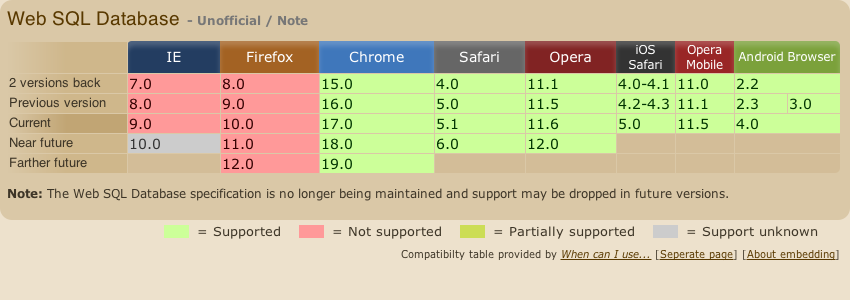 Web SQL Database - Unofficial / Note
IE Firefox Chrome Safari Opera iOS Safari Opera Mobile Android Browser
2 versions back 7.0 8.0 15.0 4.0 11.1 4.0-4.1 11.0 2.2
Previous version 8.0 9.0 16.0 5.0 11.5 4.2-4.3 11.1 2.3 3.0
Current 9.0 10.0 17.0 5.1 11.6 5.0 11.5 4.0
Near future 10.0 11.0 18.0 6.0 12.0
Farther future 12.0 19.0
Note: The Web SQL Database specification is no longer being maintained and support may be dropped in future versions.
= Supported = Not supported = Partially supported = Support unknown
Compatibilty table provided by When can I use... [Seperate page] [About embedding]